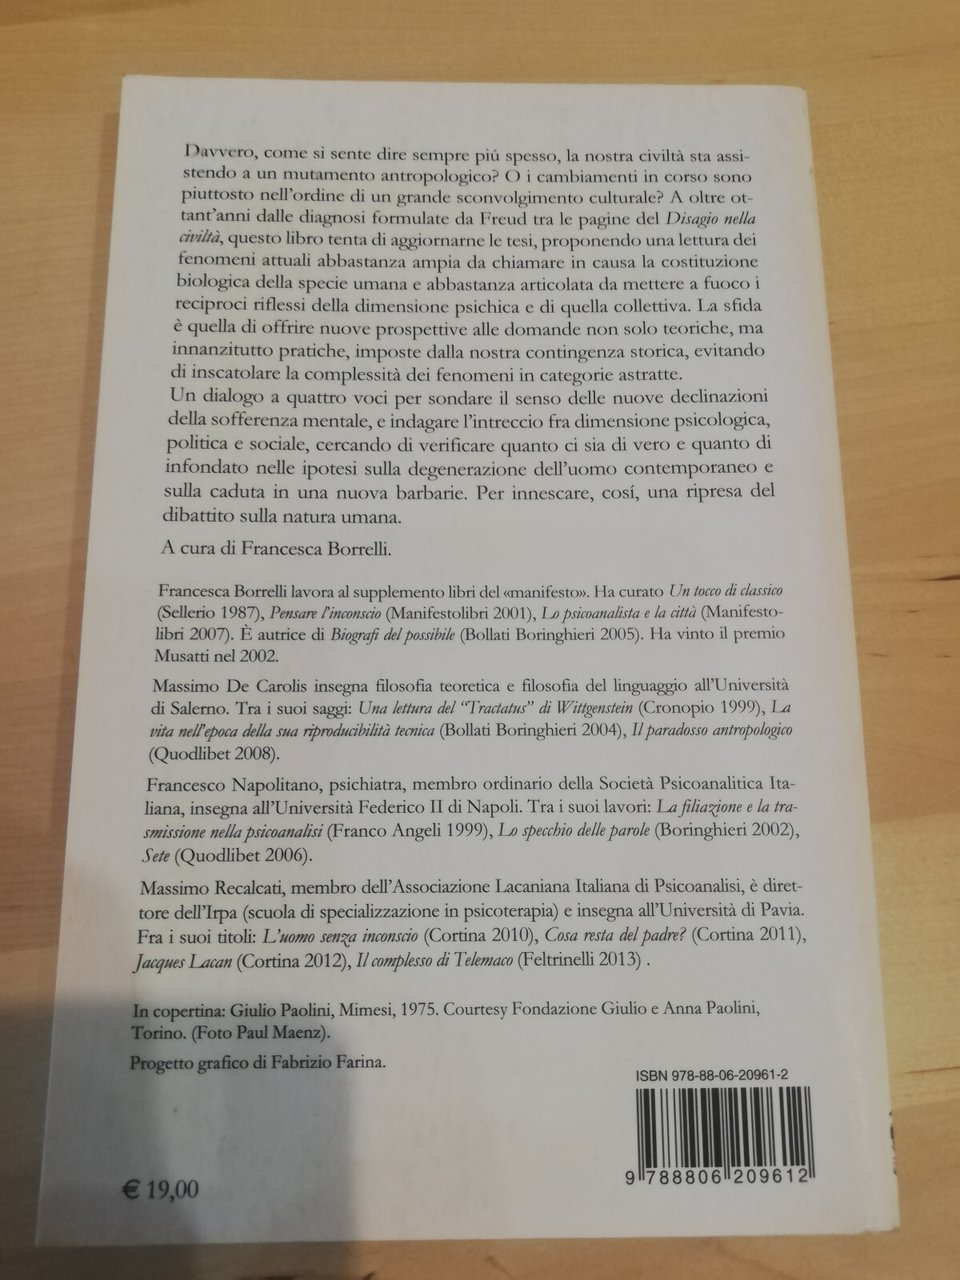 Davvero, come si sente dire sempre piú spesso, la nostra civiltà sta assi-
stendo a un mutamento antropologico? O i cambiamenti in corso sono
piuttosto nell'ordine di un grande sconvolgimento culturale? A oltre ot-
tant'anni dalle diagnosi formulate da Freud tra le pagine del Disagio nella
civiltà, questo libro tenta di aggiornarne le tesi, proponendo una lettura dei
fenomeni attuali abbastanza ampia da chiamare in causa la costituzione
biologica della specie umana e abbastanza articolata da mettere a fuoco i
reciproci riflessi della dimensione psichica e di quella collettiva. La sfida
è quella di offrire nuove prospettive alle domande non solo teoriche, ma
innanzitutto pratiche, imposte dalla nostra contingenza storica, evitando
di inscatolare la complessità dei fenomeni in categorie astratte.
Un dialogo a quattro voci per sondare il senso delle nuove declinazioni
della sofferenza mentale, e indagare l'intreccio fra dimensione psicologica,
politica e sociale, cercando di verificare quanto ci sia di vero e quanto di
infondato nelle ipotesi sulla degenerazione dell'uomo contemporaneo e
sulla caduta in una nuova barbarie. Per innescare, cosí, una ripresa del
dibattito sulla natura umana.
A cura di Francesca Borrelli.
Francesca Borrelli lavora al supplemento libri del «manifesto». Ha curato Un tocco di classico
(Sellerio 1987), Pensare l'inconscio (Manifestolibri 2001), Lo psicoanalista e la città (Manifesto-
libri 2007). È autrice di Biografi del possibile (Bollati Boringhieri 2005). Ha vinto il premio
Musatti nel 2002.
Massimo De Carolis insegna filosofia teoretica e filosofia del linguaggio all'Università
di Salerno. Tra i suoi saggi: Una lettura del "Tractatus" di Wittgenstein (Cronopio 1999), La
vita nell'epoca della sua riproducibilità tecnica (Bollati Boringhieri 2004), Il paradosso antropologico
(Quodlibet 2008).
Francesco Napolitano, psichiatra, membro ordinario della Società Psicoanalitica Ita-
liana, insegna all'Università Federico II di Napoli. Tra i suoi lavori: La filiazione e la tra-
smissione nella psicoanalisi (Franco Angeli 1999), Lo specchio delle parole (Boringhieri 2002),
Sete (Quodlibet 2006).
Massimo Recalcati, membro dell'Associazione Lacaniana Italiana di Psicoanalisi, è diret-
tore dell'Irpa (scuola di specializzazione in psicoterapia) e insegna all'Università di Pavia.
Fra i suoi titoli: L'uomo senza inconscio (Cortina 2010), Cosa resta del padre? (Cortina 2011),
Jacques Lacan (Cortina 2012), Il complesso di Telemaco (Feltrinelli 2013) .
In copertina: Giulio Paolini, Mimesi, 1975. Courtesy Fondazione Giulio e Anna Paolini,
Torino. (Foto Paul Maenz).
Progetto grafico di Fabrizio Farina.
ISBN 978-88-06-20961-2
9 788806 209612
€ 19,00